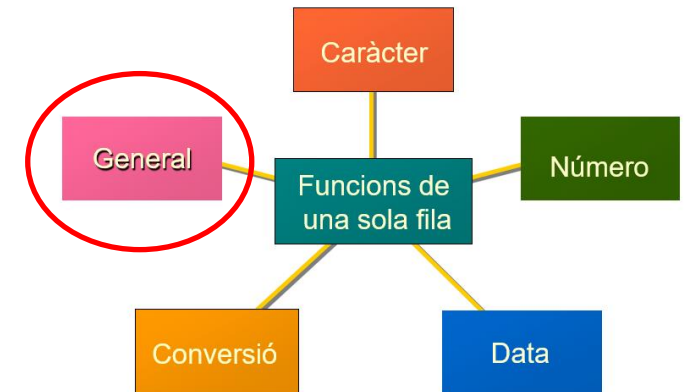 Caràcter
General
Funcions de
una sola fila
Número
Conversió
Data